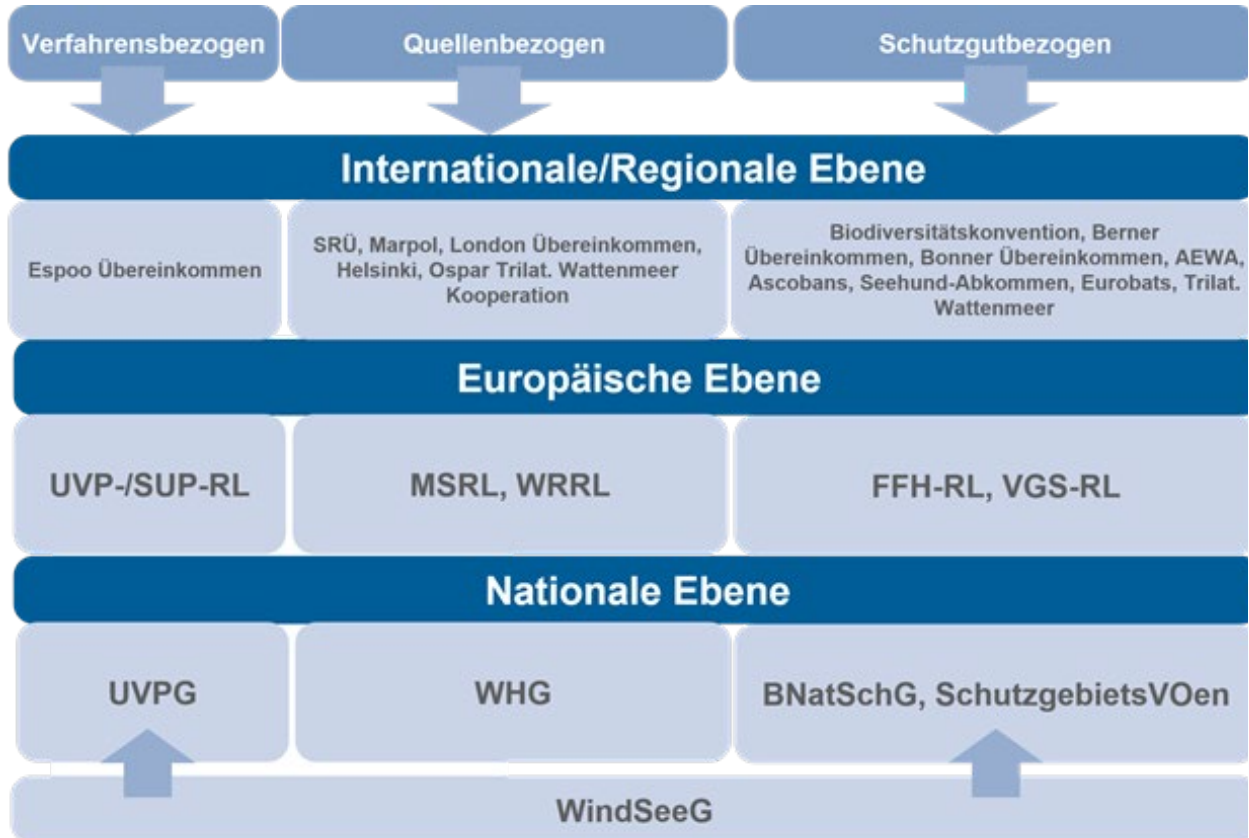 Verfahrensbezogen
Quellenbezogen
Schutzgutbezogen
Internationale/Regionale Ebene
Espoo Übereinkommen
SRÜ, Marpol, London Übereinkommen,
Helsinki, Ospar Trilat. Wattenmeer
Kooperation
Biodiversitätskonvention, Berner
Übereinkommen, Bonner Übereinkommen, AEWA,
Ascobans, Seehund-Abkommen, Eurobats, Trilat.
Wattenmeer
Europäische Ebene
UVP-/SUP-RL
MSRL, WRRL
FFH-RL, VGS-RL
Nationale Ebene
UVPG
WHG
BNatSchG, SchutzgebietsVOen
WindSeeG